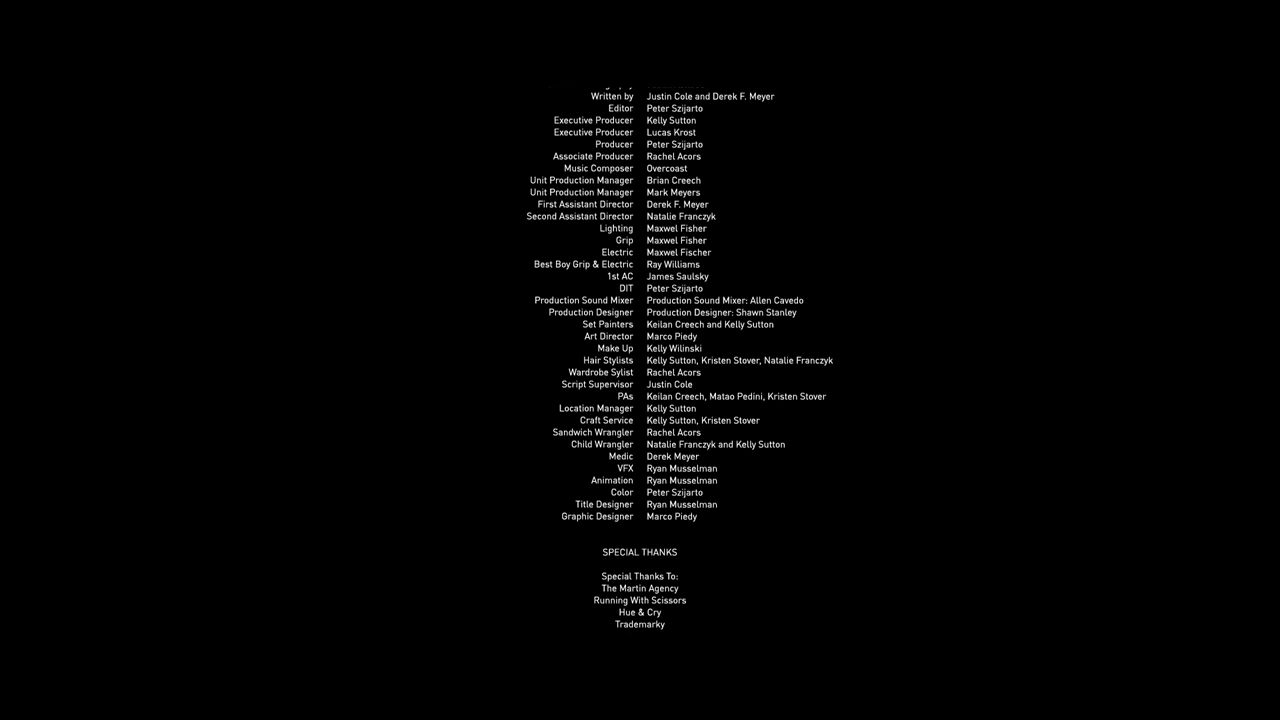 Written by Justin Cole and Derek F. Meyer
Editor Peter Szijarto
Executive Producer Kelly Sutton
Executive Producer Lucas Krost
Producer Peter Szijarto
Associate Producer Rachel Acors
Music Composer Overcoast
Unit Production Manager Brian Creech
Unit Production Manager Mark Meyers
First Assistant Director Derek F. Meyer
Second Assistant Director Natalie Franczyk
Lighting Maxwel Fisher
Grip Maxwel Fisher
Electric Maxwel Fischer
Best Boy Grip & Electric Ray Williams
1st AC James Saulsky
DIT Peter Szijarto
Production Sound Mixer Production Sound Mixer: Allen Cavedo
Production Designer Production Designer: Shawn Stanley
Set Painters Keilan Creech and Kelly Sutton
Art Director Marco Piedy
Make Up Kelly Wilinski
Hair Stylists Kelly Sutton, Kristen Stover, Natalie Franczyk
Wardrobe Sylist Rachel Acors
Script Supervisor Justin Cole
PAs Keilan Creech, Matao Pedini, Kristen Stover
Location Manager Kelly Sutton
Craft Service Kelly Sutton, Kristen Stover
Sandwich Wrangler Rachel Acors
Child Wrangler Natalie Franczyk and Kelly Sutton
Medic Derek Meyer
VFX Ryan Musselman
Animation Ryan Musselman
Color Peter Szijarto
Title Designer Ryan Musselman
Graphic Designer Marco Piedy
SPECIAL THANKS
Special Thanks To:
The Martin Agency
Running With Scissors
Hue & Cry
Trademarky